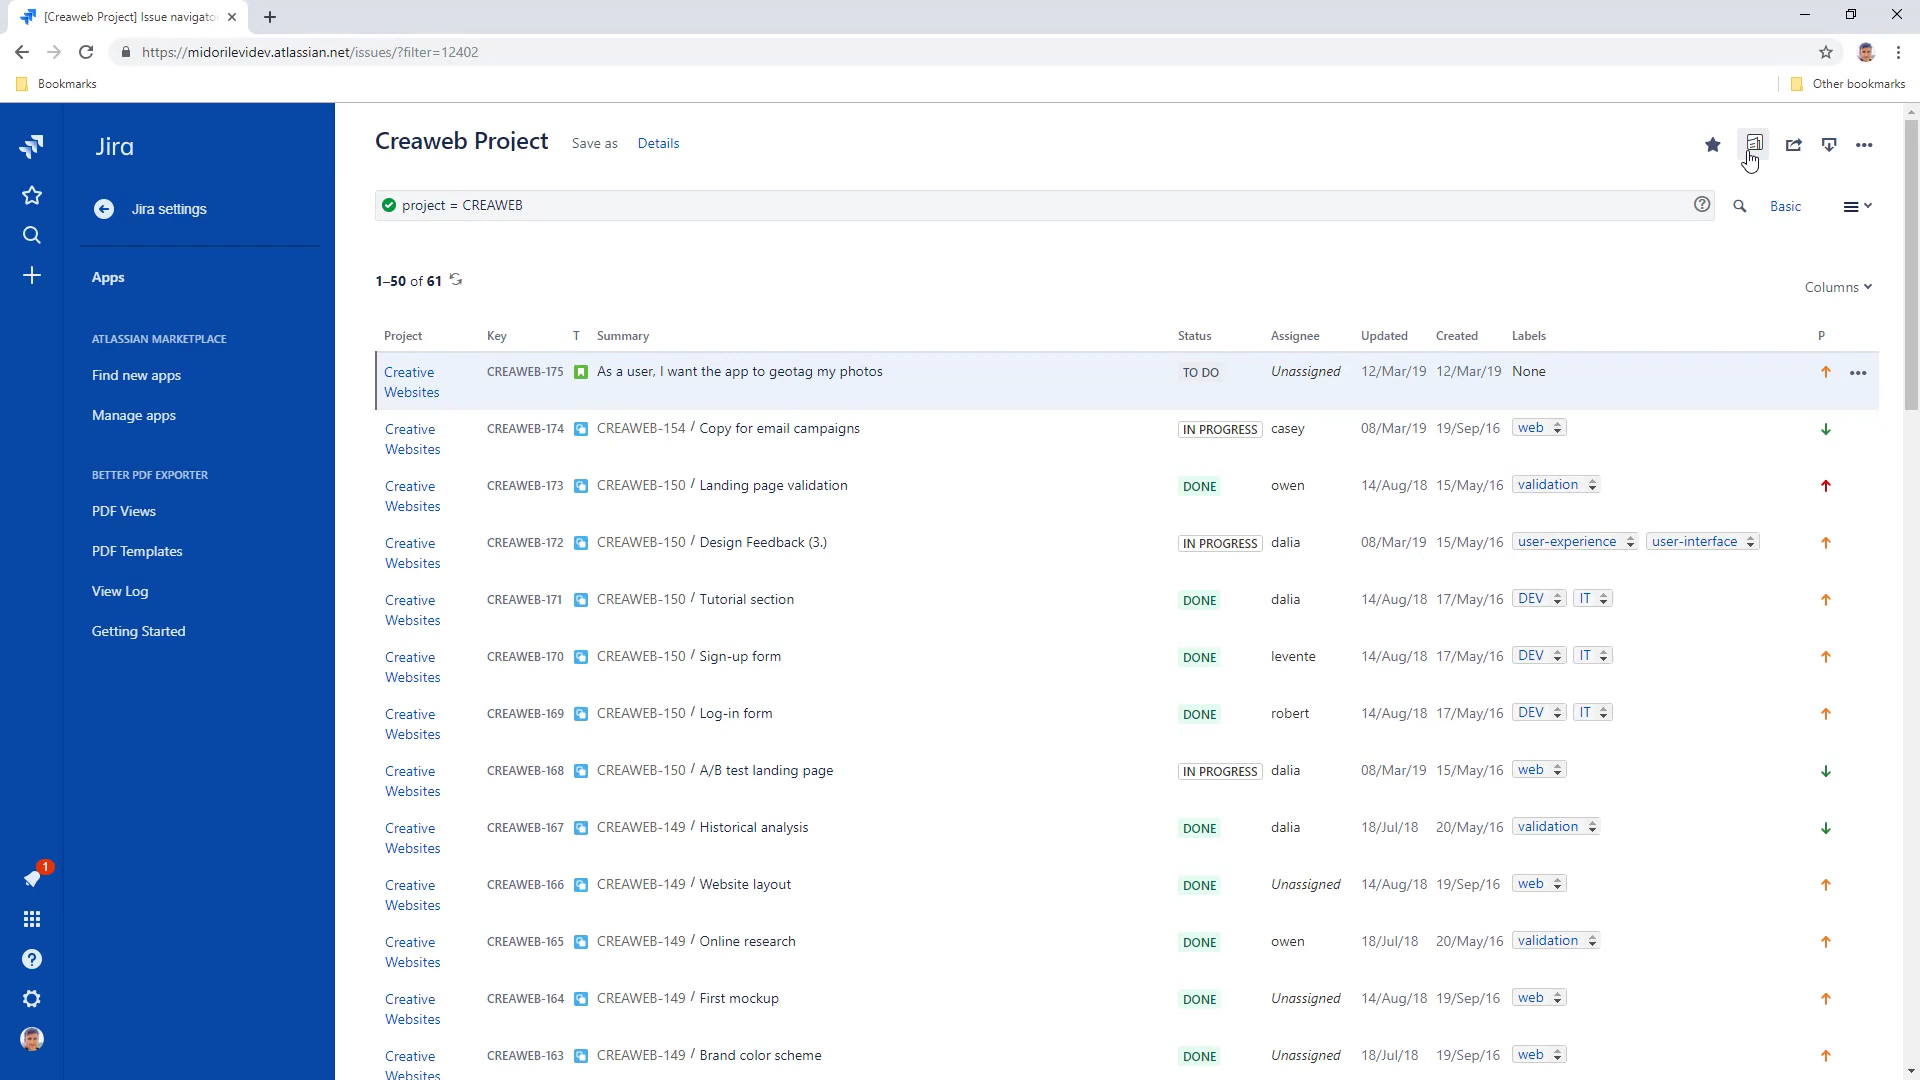 [Creaweb Project] Issue navigato
https://midorilevidev.atlassian.net/issues/?filter=12402
Bookmarks
Other bookmarks
Jira
Jira settings
Apps
ATLASSIAN MARKETPLACE
Find new apps
Manage apps
BETTER PDF EXPORTER
PDF Views
PDF Templates
View Log
Getting Started
1
Creaweb Project Save as Details
project = CREAWEB
Basic
1–50 of 61
Columns
Project Key T Summary Status Assignee Updated Created Labels P
Creative Websites CREAWEB-175 As a user, I want the app to geotag my photos TO DO Unassigned 12/Mar/19 12/Mar/19 None
Creative Websites CREAWEB-174 CREAWEB-154 / Copy for email campaigns IN PROGRESS casey 08/Mar/19 19/Sep/16 web
Creative Websites CREAWEB-173 CREAWEB-150 / Landing page validation DONE owen 14/Aug/18 15/May/16 validation
Creative Websites CREAWEB-172 CREAWEB-150 / Design Feedback (3.) IN PROGRESS dalia 08/Mar/19 15/May/16 user-experience user-interface
Creative Websites CREAWEB-171 CREAWEB-150 / Tutorial section DONE dalia 14/Aug/18 17/May/16 DEV IT
Creative Websites CREAWEB-170 CREAWEB-150 / Sign-up form DONE levente 14/Aug/18 17/May/16 DEV IT
Creative Websites CREAWEB-169 CREAWEB-150 / Log-in form DONE robert 14/Aug/18 17/May/16 DEV IT
Creative Websites CREAWEB-168 CREAWEB-150 / A/B test landing page IN PROGRESS dalia 08/Mar/19 15/May/16 web
Creative Websites CREAWEB-167 CREAWEB-149 / Historical analysis DONE dalia 18/Jul/18 20/May/16 validation
Creative Websites CREAWEB-166 CREAWEB-149 / Website layout DONE Unassigned 14/Aug/18 19/Sep/16 web
Creative Websites CREAWEB-165 CREAWEB-149 / Online research DONE owen 18/Jul/18 20/May/16 validation
Creative Websites CREAWEB-164 CREAWEB-149 / First mockup DONE Unassigned 14/Aug/18 19/Sep/16 web
Creative Websites CREAWEB-163 CREAWEB-149 / Brand color scheme DONE Unassigned 18/Jul/18 19/Sep/16 web